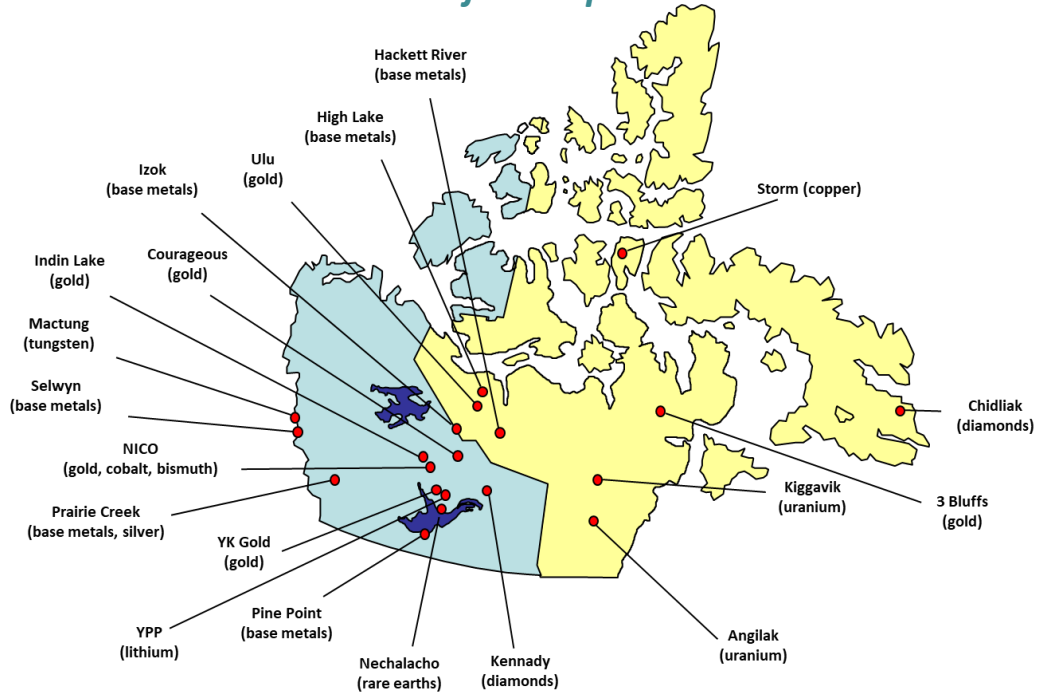 Hackett River
(base metals)
High Lake
(base metals)
Ulu
(gold)
Izok
(base metals)
Storm (copper)
Courageous
(gold)
Indin Lake
(gold)
Mactung
(tungsten)
Selwyn
(base metals)
Chidliak
(diamonds)
NICO
(gold, cobalt, bismuth)
Kiggavik
(uranium)
3 Bluffs
(gold)
Prairie Creek
(base metals, silver)
YK Gold
(gold)
Pine Point
(base metals)
YPP
(lithium)
Angilak
(uranium)
Nechalacho
(rare earths)
Kennady
(diamonds)